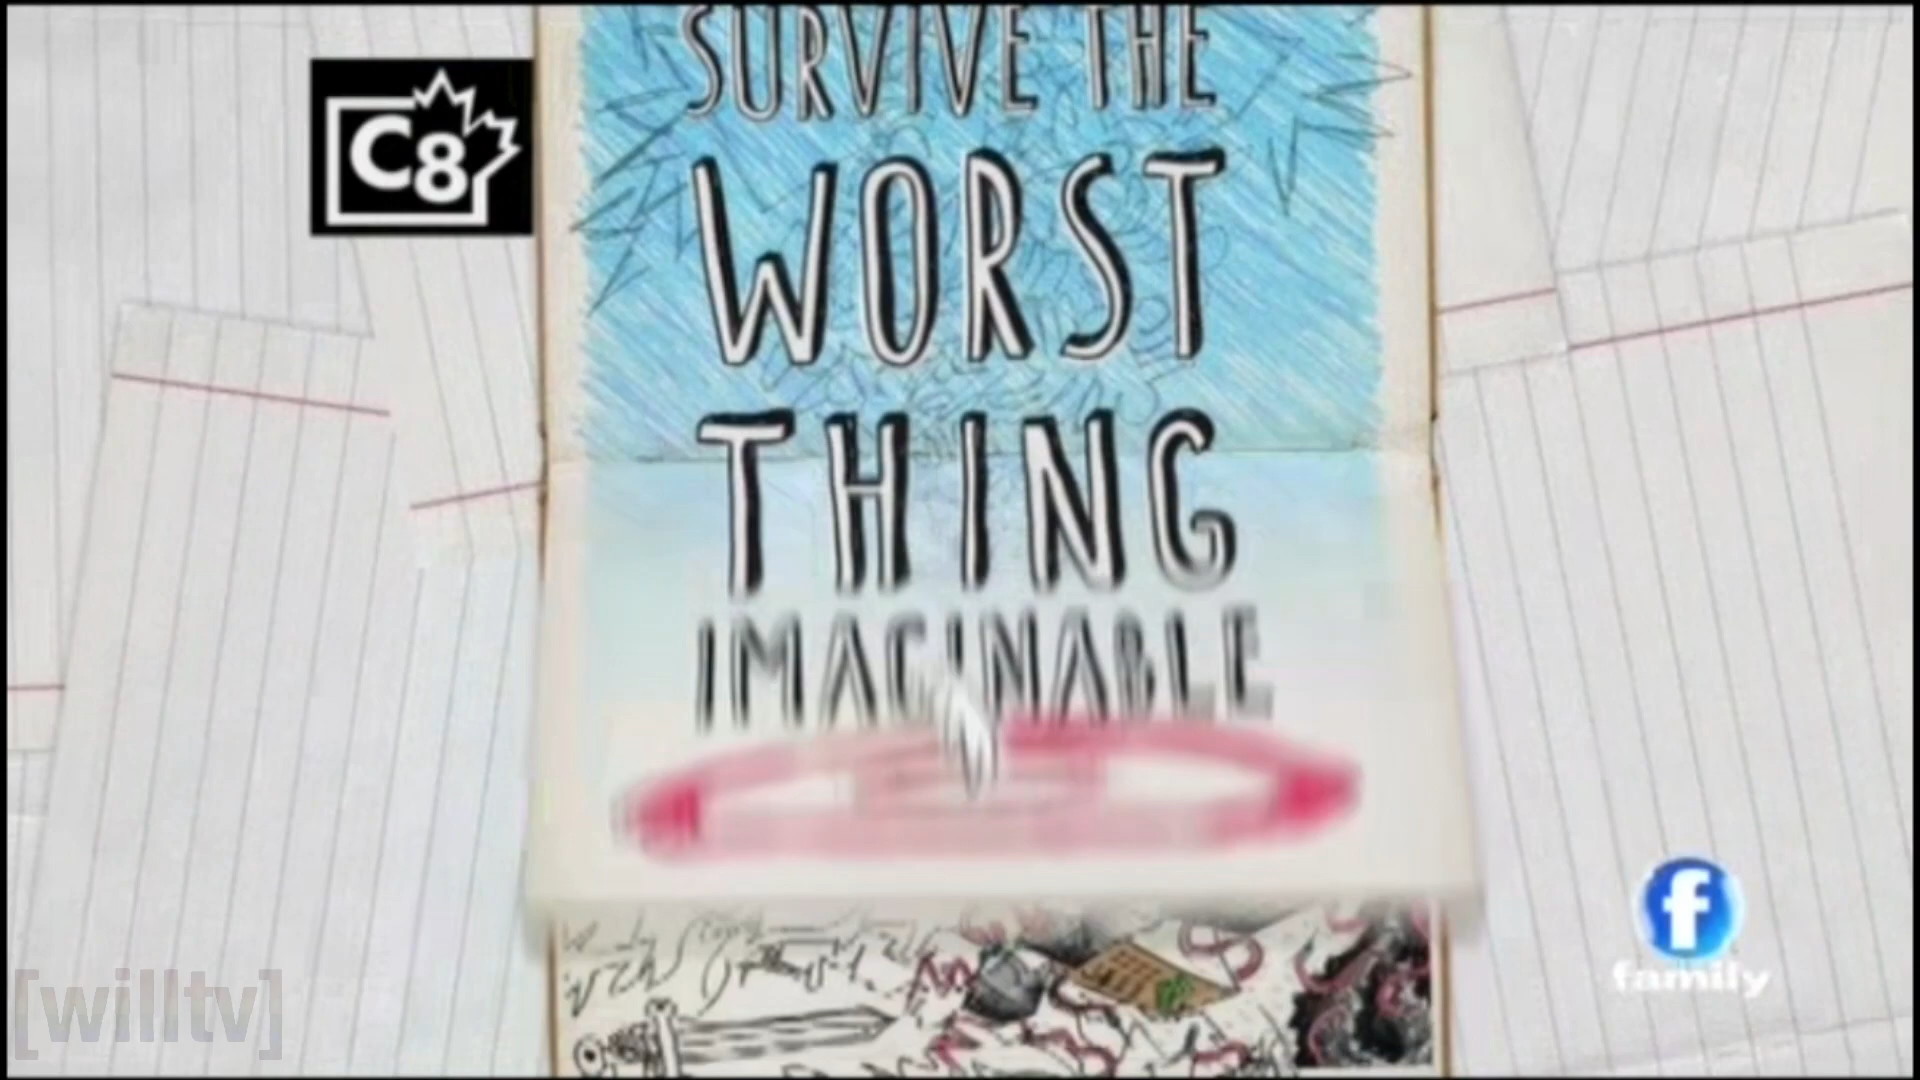 SURVIVE THE
C8
WORST
THING
IMAGINABLE
f
family
[willtv]